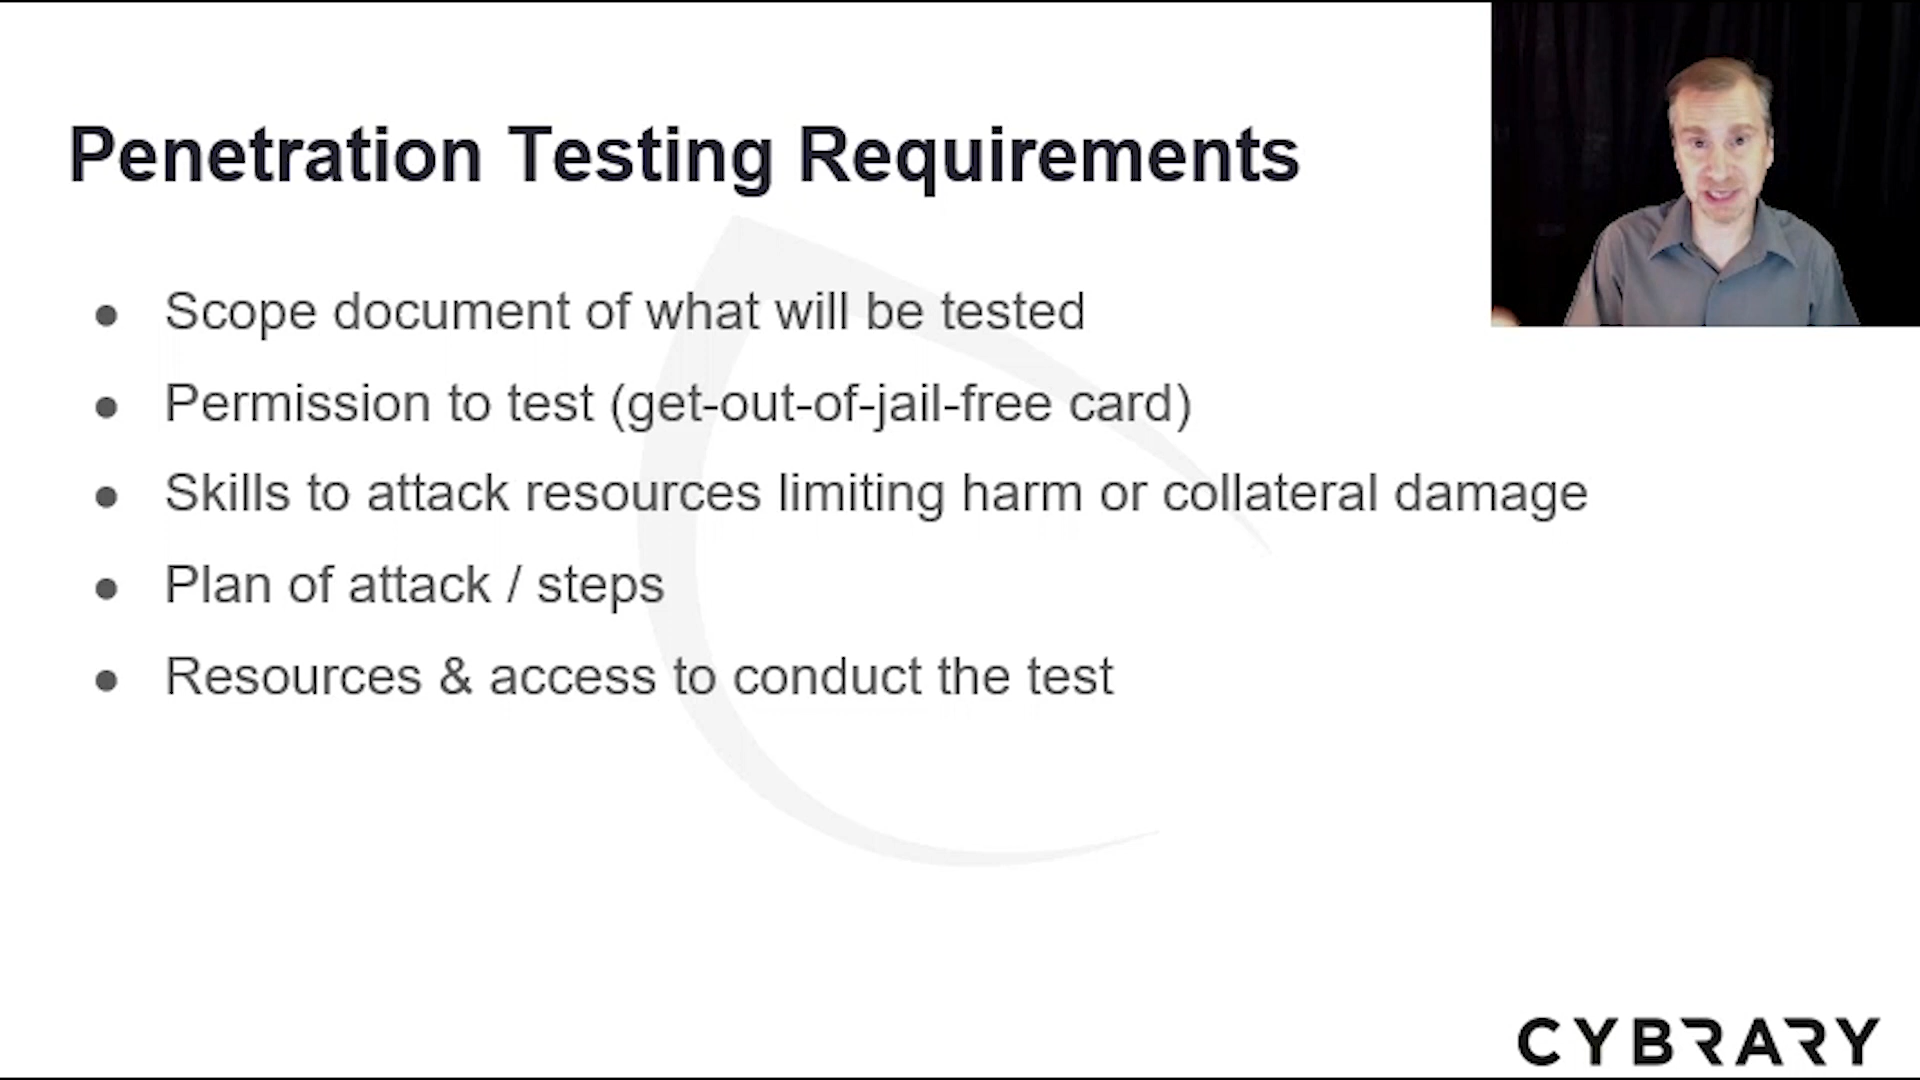 Penetration Testing Requirements
● Scope document of what will be tested
● Permission to test (get-out-of-jail-free card)
● Skills to attack resources limiting harm or collateral damage
● Plan of attack / steps
● Resources & access to conduct the test
CYBRARY